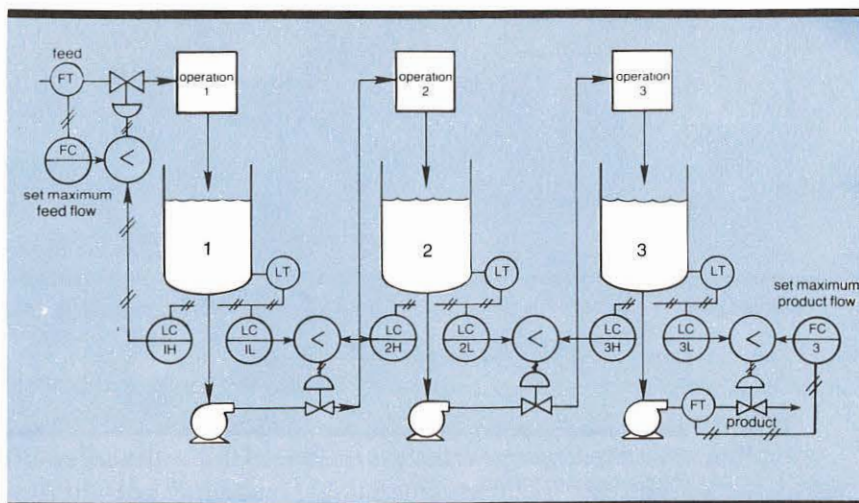 feed
FT
operation
1
operation
2
operation
3
FC
<
set maximum
feed flow
1
2
3
LT
LT
LT
set maximum
product flow
LC
1H
LC
1L
<
LC
2H
LC
2L
<
LC
3H
LC
3L
<
FC
3
FT
product